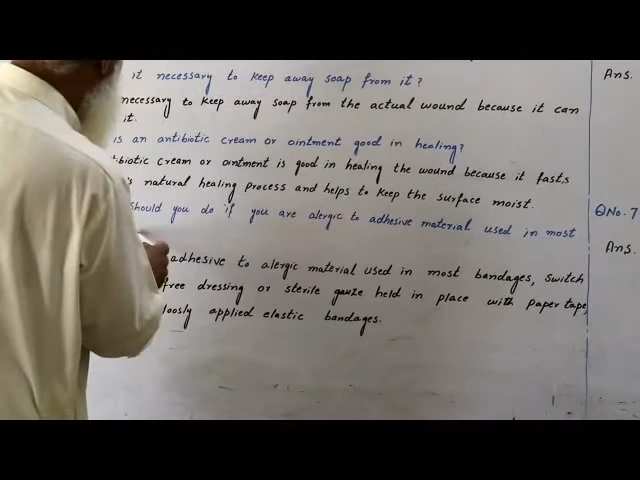 it necessary to keep away soap from it?
necessary to keep away soap from the actual wound because it can
it.
is an antibiotic cream or ointment good in healing?
tibiotic cream or ointment is good in healing the wound because it fasts
's natural healing process and helps to keep the surface moist.
should you do if you are alergic to adhesive material used in most
adhesive to alergic material used in most bandages, switch
free dressing or sterile gauze held in place with paper tape,
loosly applied elastic bandages.
Ans.
QNo. 7
Ans.